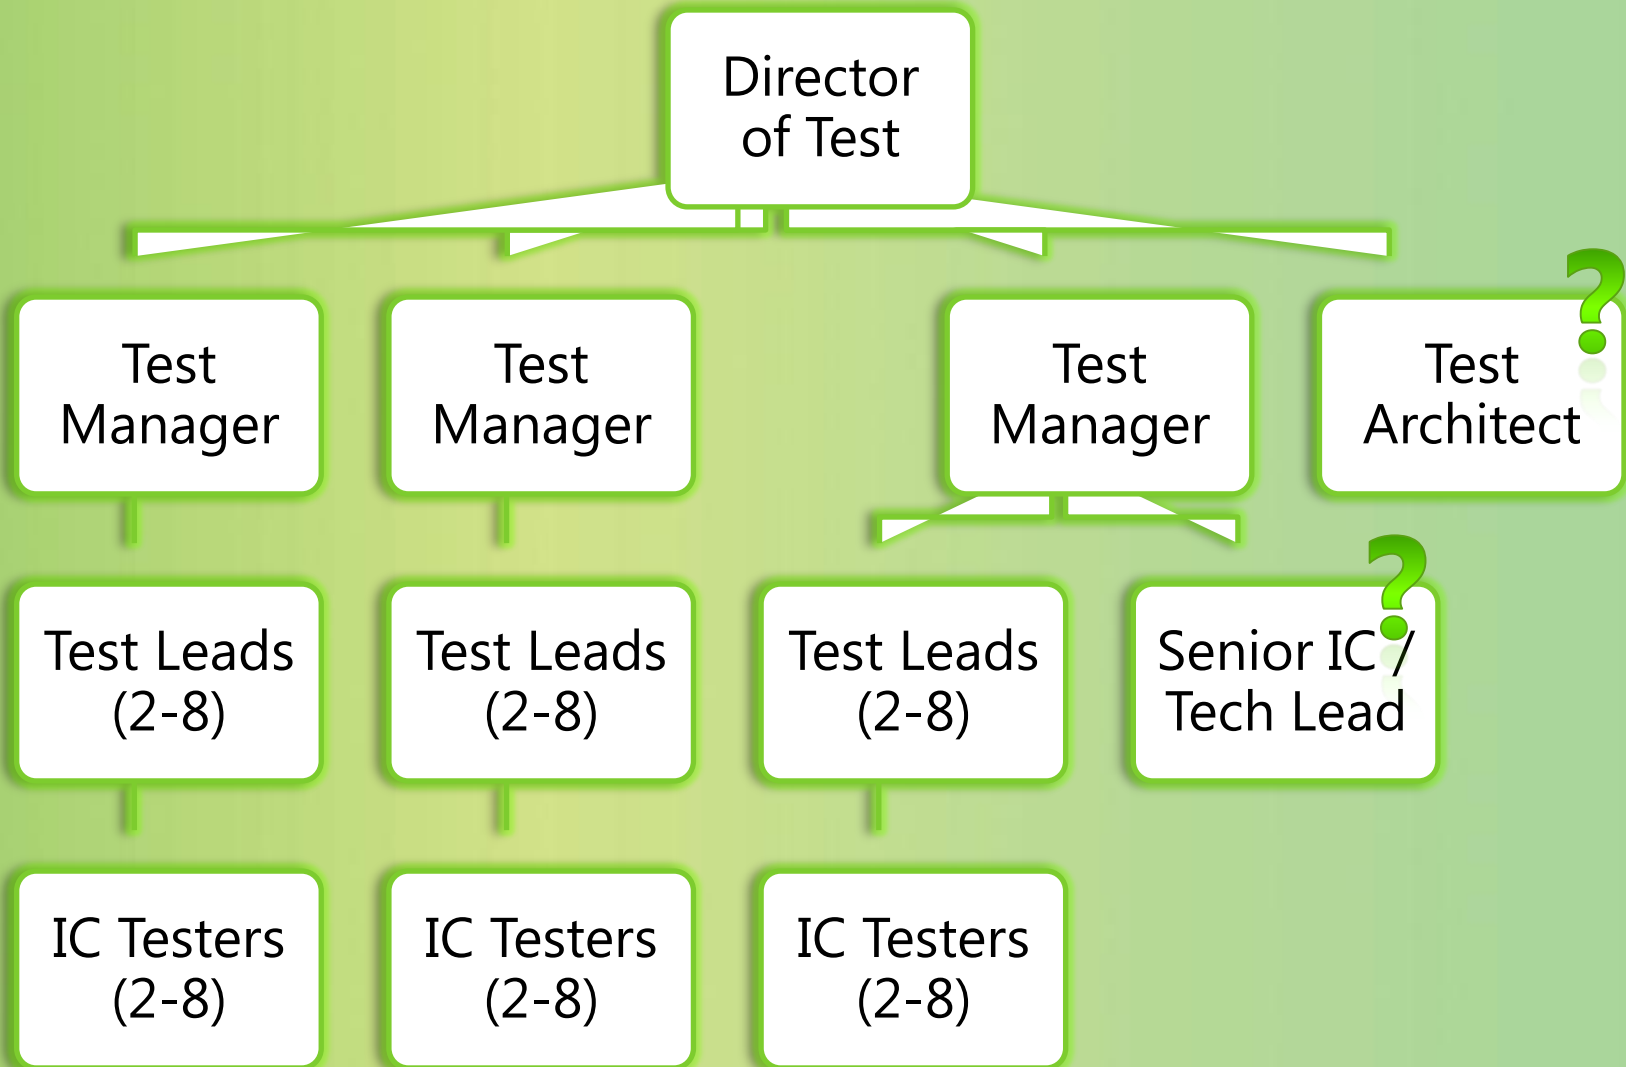 Director
of Test
Test
Manager
Test
Manager
Test
Manager
Test
Architect
?
Test Leads
(2-8)
Test Leads
(2-8)
Test Leads
(2-8)
Senior IC /
Tech Lead
?
IC Testers
(2-8)
IC Testers
(2-8)
IC Testers
(2-8)